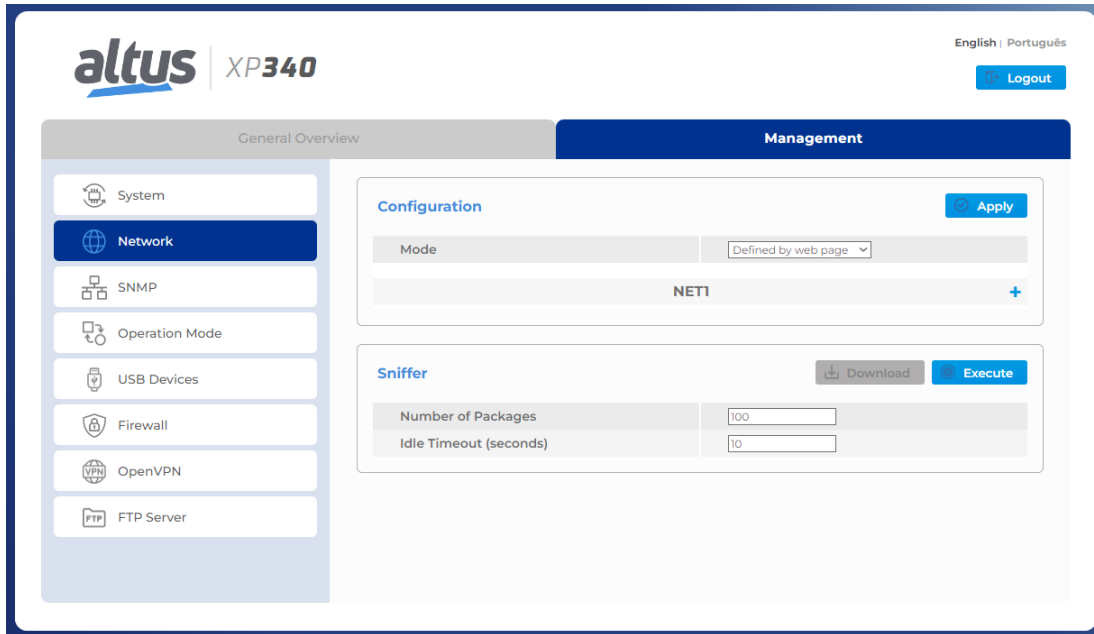 English | Português
altus XP340
Logout
General Overview
Management
System
Network
SNMP
Operation Mode
USB Devices
Firewall
VPN OpenVPN
FTP FTP Server
Configuration
Apply
Mode
Defined by web page
NET1 +
Sniffer
Download
Execute
Number of Packages
100
Idle Timeout (seconds)
10